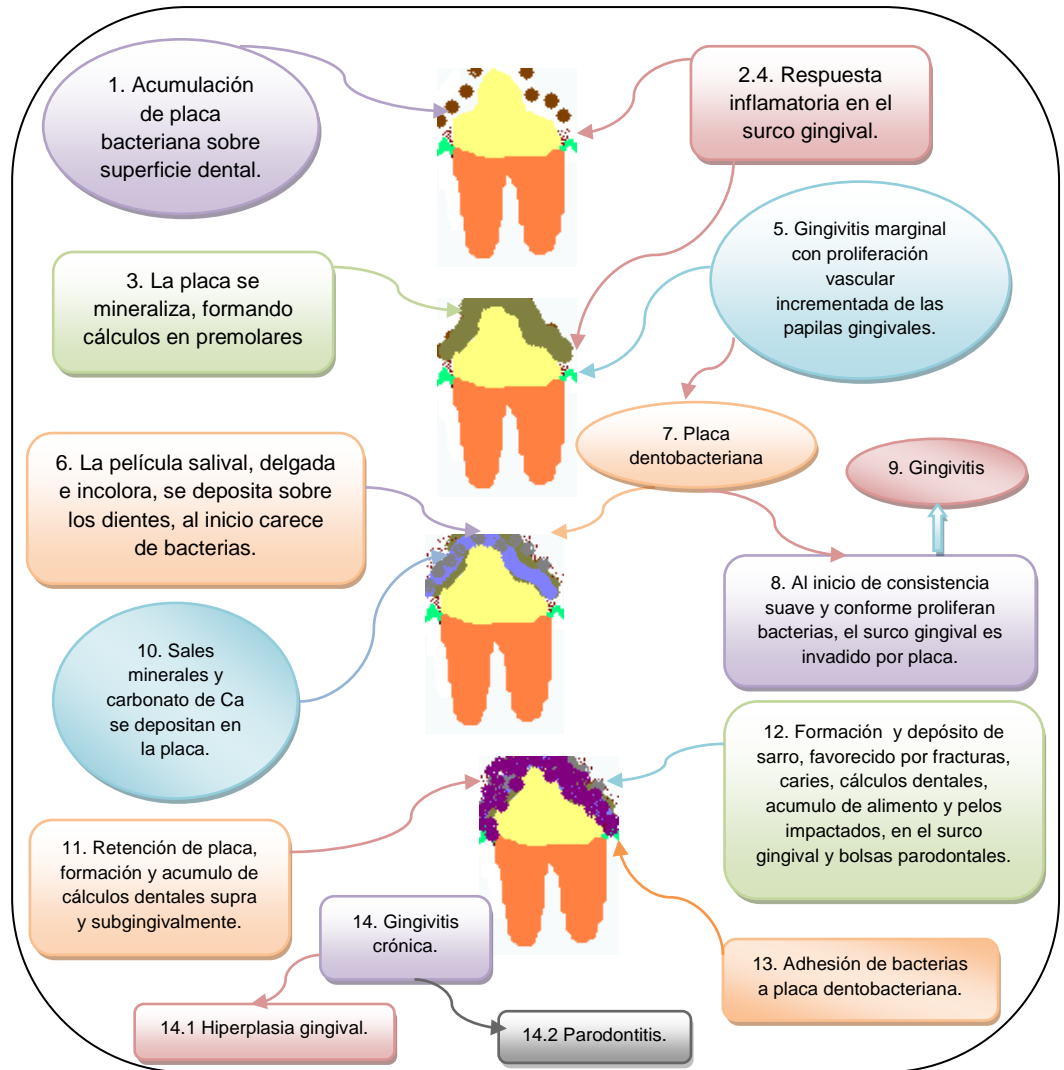 1. Acumulación
de placa
bacteriana sobre
superficie dental.
2.4. Respuesta
inflamatoria en el
surco gingival.
3. La placa se
mineraliza, formando
cálculos en premolares
5. Gingivitis marginal
con proliferación
vascular
incrementada de las
papilas gingivales.
6. La película salival, delgada
e incolora, se deposita sobre
los dientes, al inicio carece
de bacterias.
7. Placa
dentobacteriana
8. Al inicio de consistencia
suave y conforme proliferan
bacterias, el surco gingival es
invadido por placa.
9. Gingivitis
10. Sales
minerales y
carbonato de Ca
se depositan en
la placa.
11. Retención de placa,
formación y acumulo de
cálculos dentales supra
y subgingivalmente.
12. Formación y depósito de
sarro, favorecido por fracturas,
caries, cálculos dentales,
acumulo de alimento y pelos
impactados, en el surco
gingival y bolsas parodontales.
13. Adhesión de bacterias
a placa dentobacteriana.
14. Gingivitis
crónica.
14.1 Hiperplasia gingival.
14.2 Parodontitis.